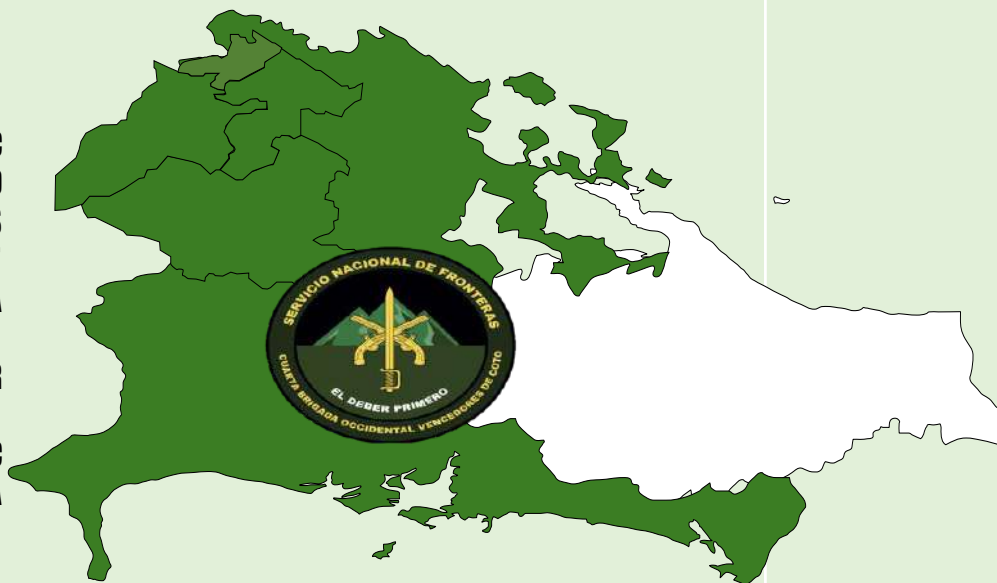 SERVICIO NACIONAL DE FRONTERAS
EL DEBER PRIMERO
CUARTA BRIGADA OCCIDENTAL VENCEDORES DE COTO